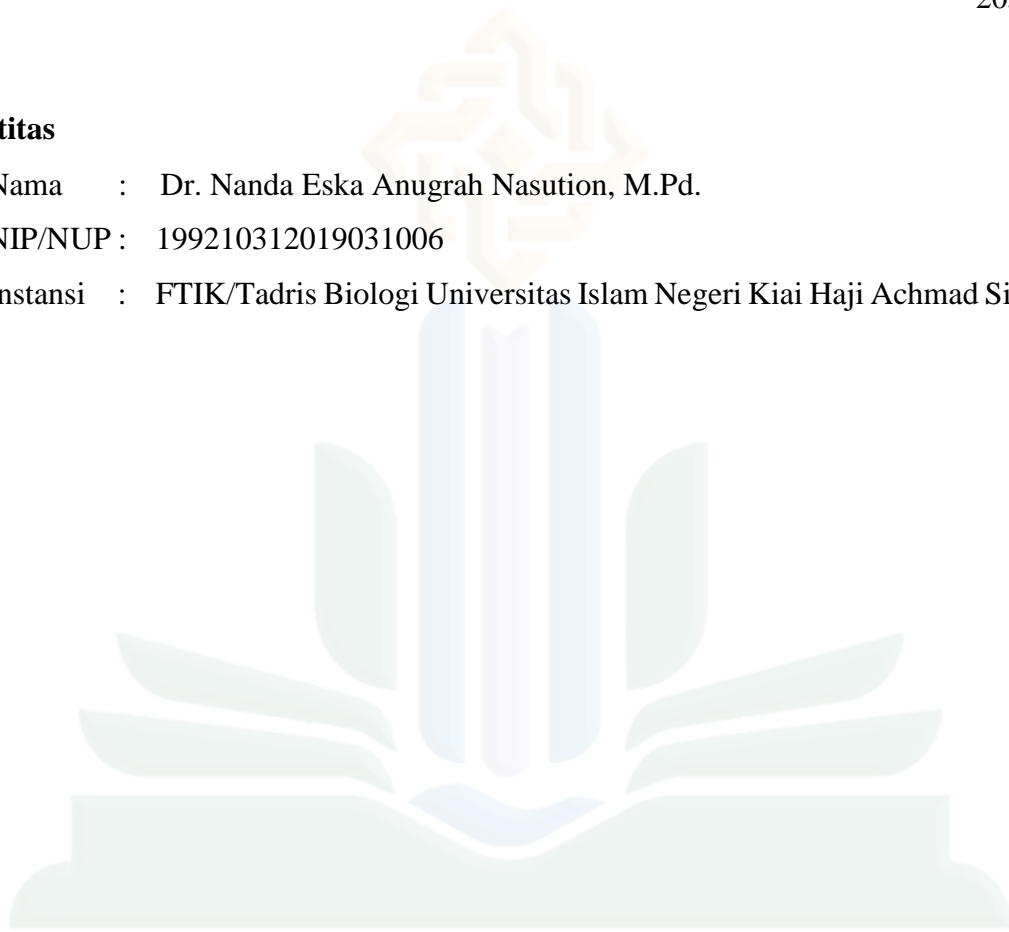 titas
Nama : Dr. Nanda Eska Anugrah Nasution, M.Pd.
NIP/NUP : 199210312019031006
nstansi : FTIK/Tadris Biologi Universitas Islam Negeri Kiai Haji Achmad Si